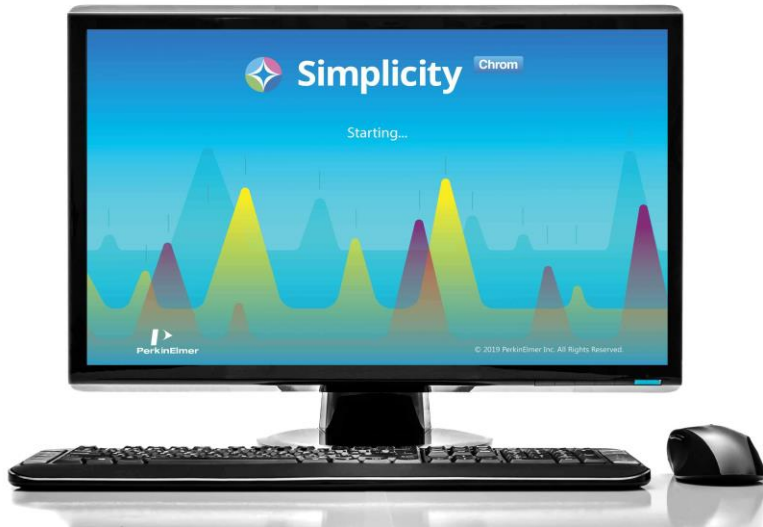 Simplicity Chrom
Starting...
PerkinElmer
© 2019 PerkinElmer Inc. All Rights Reserved.